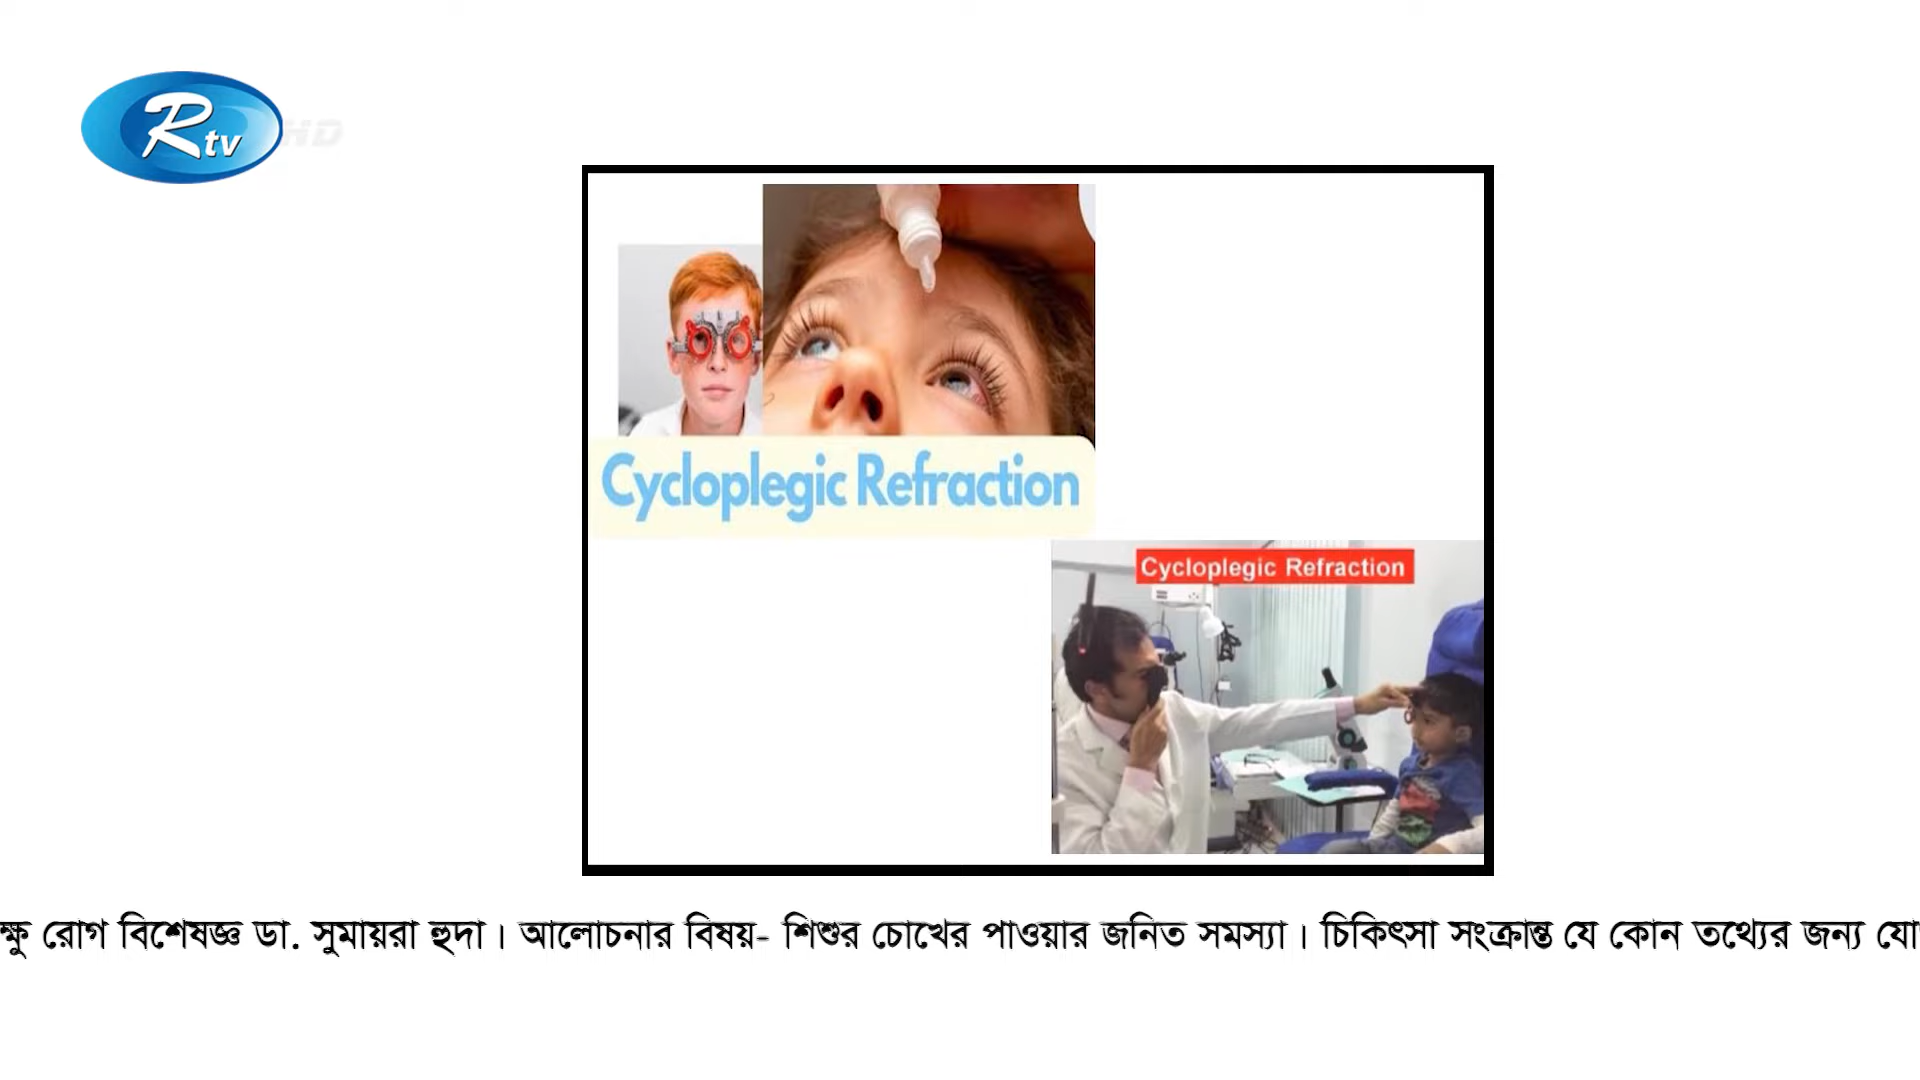 Rtv HD
Cycloplegic Refraction
Cycloplegic Refraction
ক্ষু রোগ বিশেষজ্ঞ ডা. সুমায়রা হুদা। আলোচনার বিষয়- শিশুর চোখের পাওয়ার জনিত সমস্যা। চিকিৎসা সংক্রান্ত যে কোন তথ্যের জন্য যো